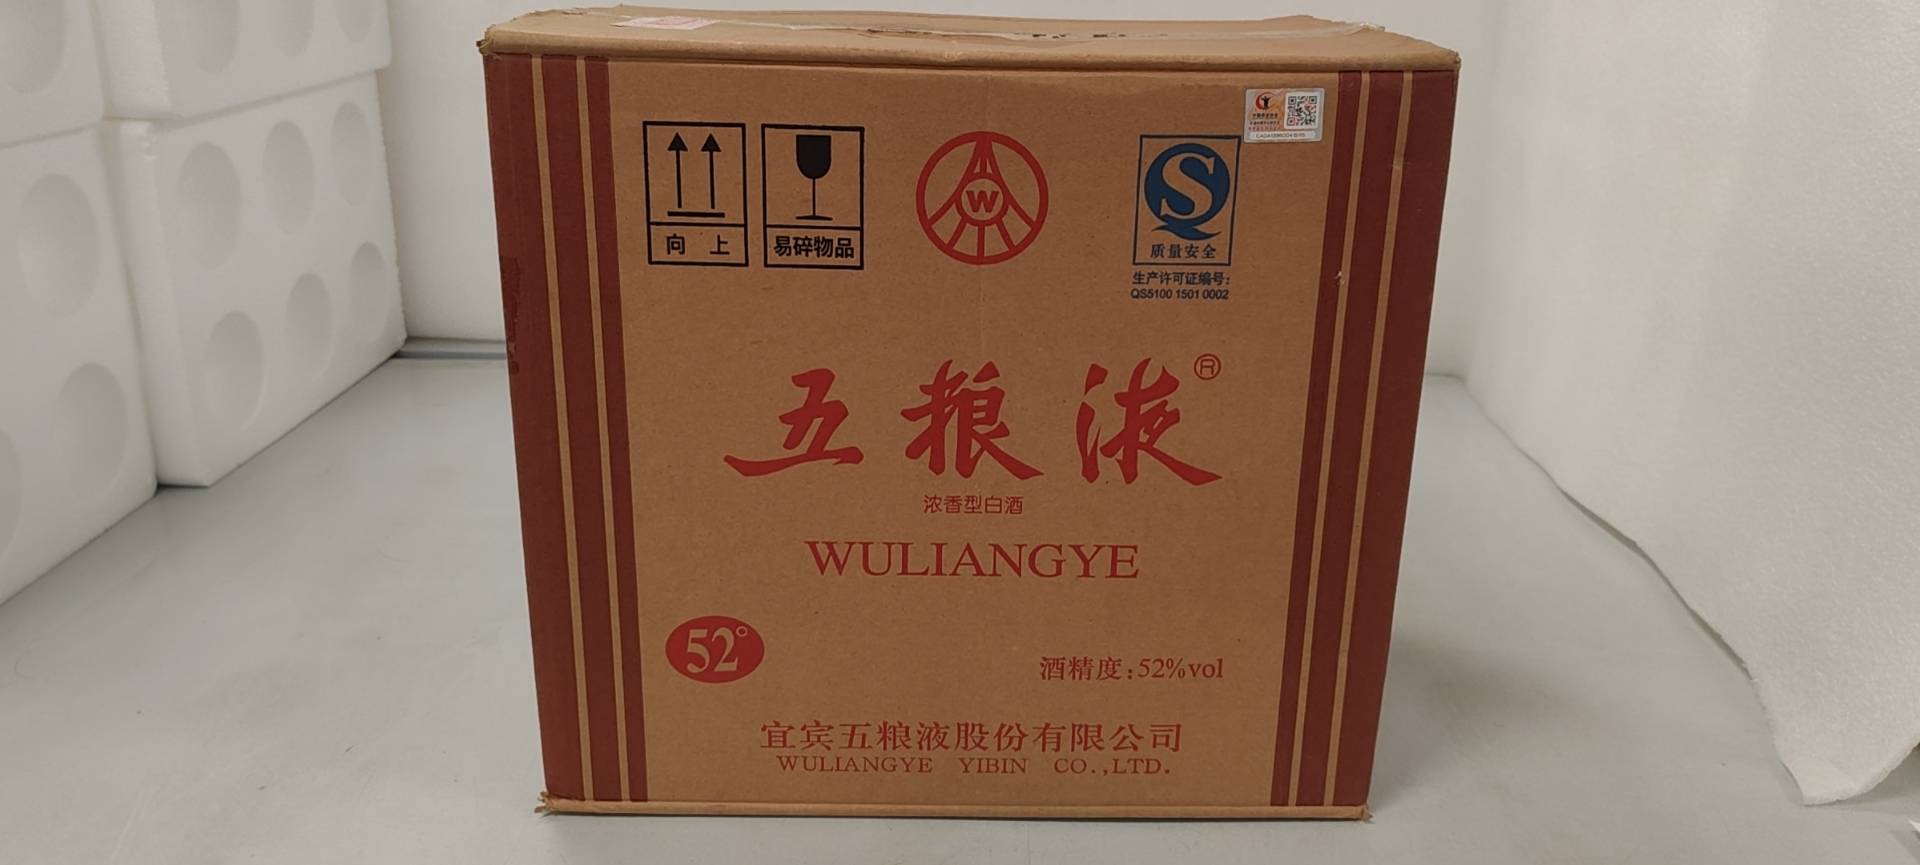 向 上
易碎物品
W
S
质量安全
生产许可证编号:
QS5100 1501 0002
五粮液®
浓香型白酒
WULIANGYE
52°
酒精度:52%vol
宜宾五粮液股份有限公司
WULIANGYE YIBIN CO.,LTD.